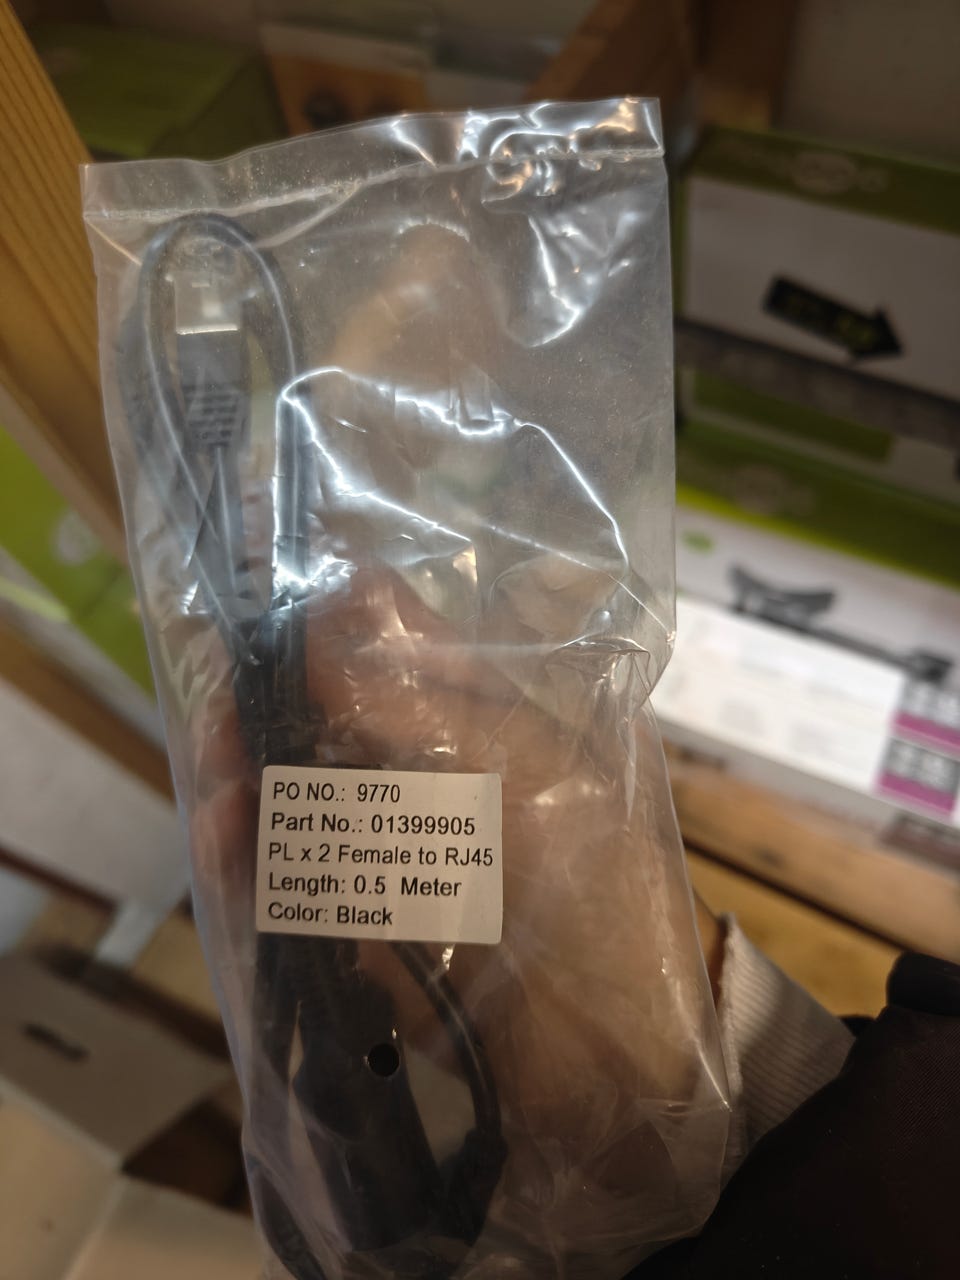 PO NO.: 9770
Part No.: 01399905
PL x 2 Female to RJ45
Length: 0.5 Meter
Color: Black